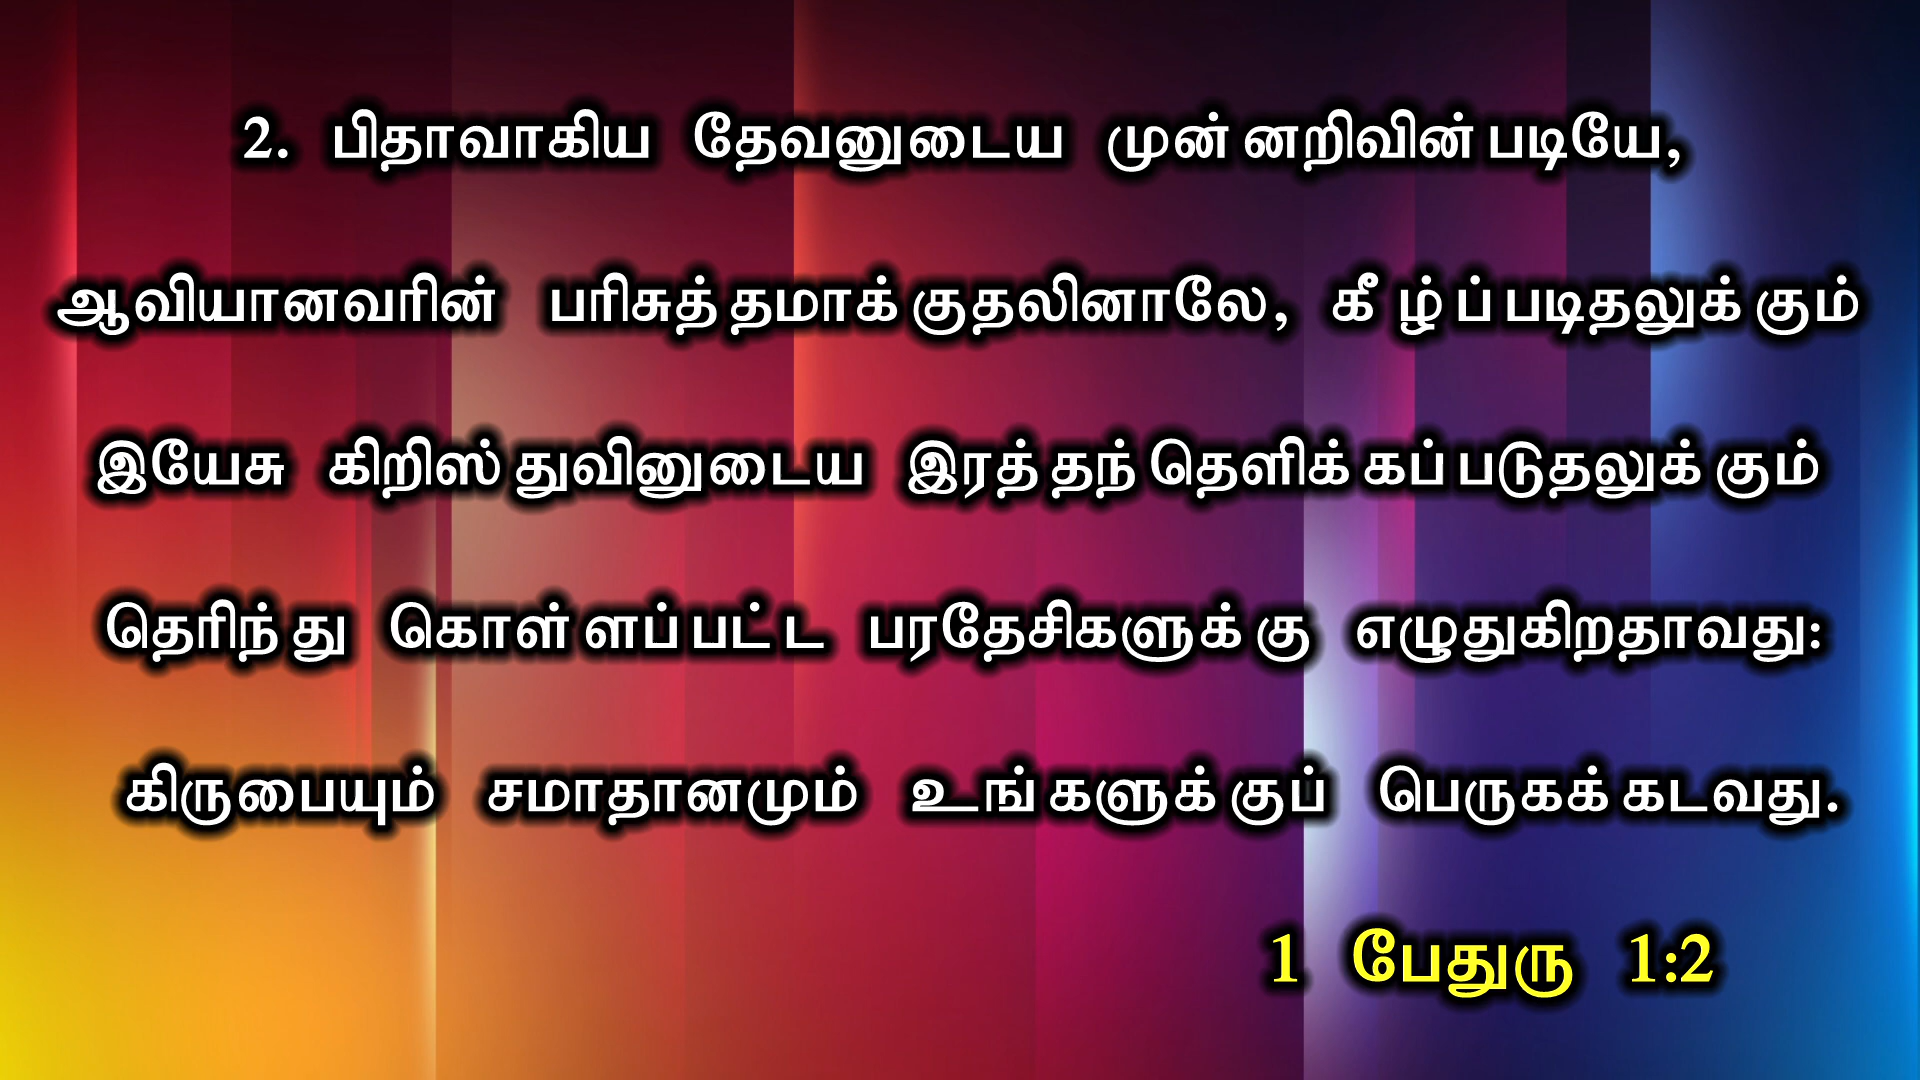 2. பிதாவாகிய தேவனுடைய முன்னறிவின்படியே,
ஆவியானவரின் பரிசுத்தமாக்குதலினாலே, கீழ்ப்படிதலுக்கும்
இயேசு கிறிஸ்துவினுடைய இரத்தந்தெளிக்கப்படுதலுக்கும்
தெரிந்து கொள்ளப்பட்ட பரதேசிகளுக்கு எழுதுகிறதாவது:
கிருபையும் சமாதானமும் உங்களுக்குப் பெருகக்கடவது.
1 பேதுரு 1:2